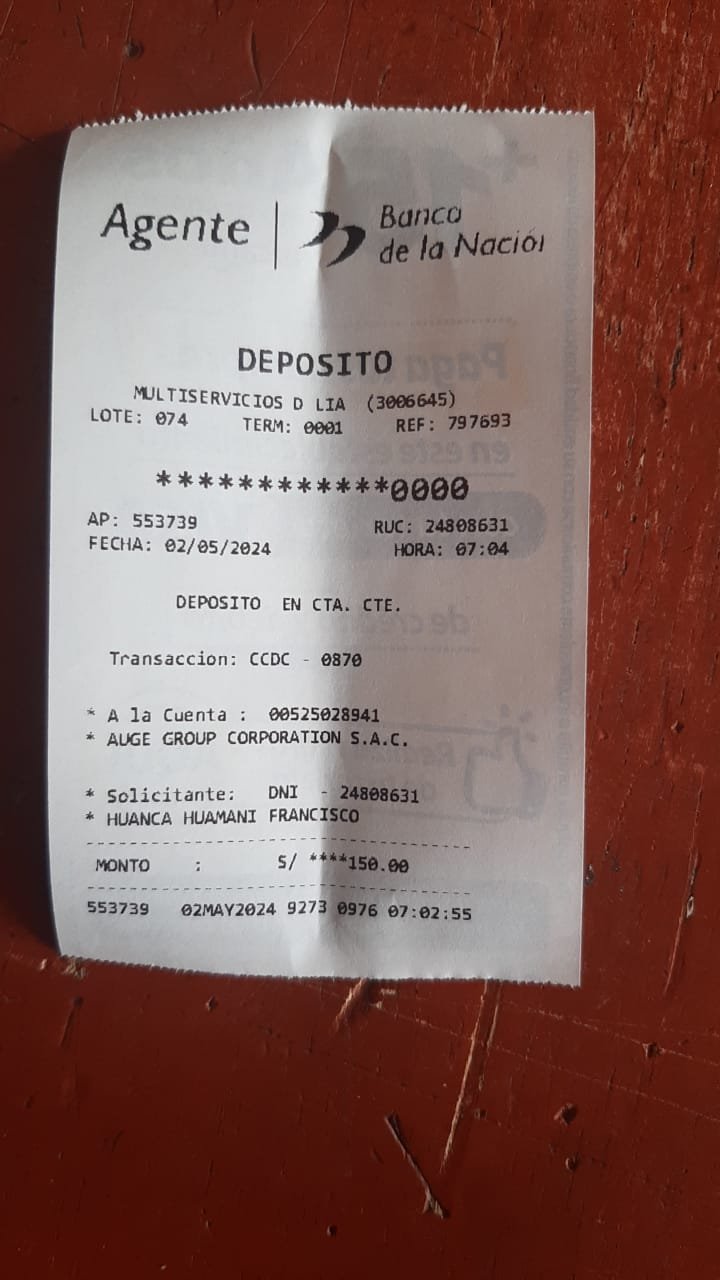 Agente
Banco
de la Nación
DEPOSITO
MULTISERVICIOS D LIA (3006645)
LOTE: 074 TERM: 0001 REF: 797693
************0000
AP: 553739 RUC: 24808631
FECHA: 02/05/2024 HORA: 07:04
DEPOSITO EN CTA. CTE.
Transaccion: CCDC - 0870
* A la Cuenta : 00525028941
* AUGE GROUP CORPORATION S.A.C.
* Solicitante: DNI - 24808631
* HUANCA HUAMANI FRANCISCO
MONTO : S/ ****150.00
553739 02MAY2024 9273 0976 07:02:55